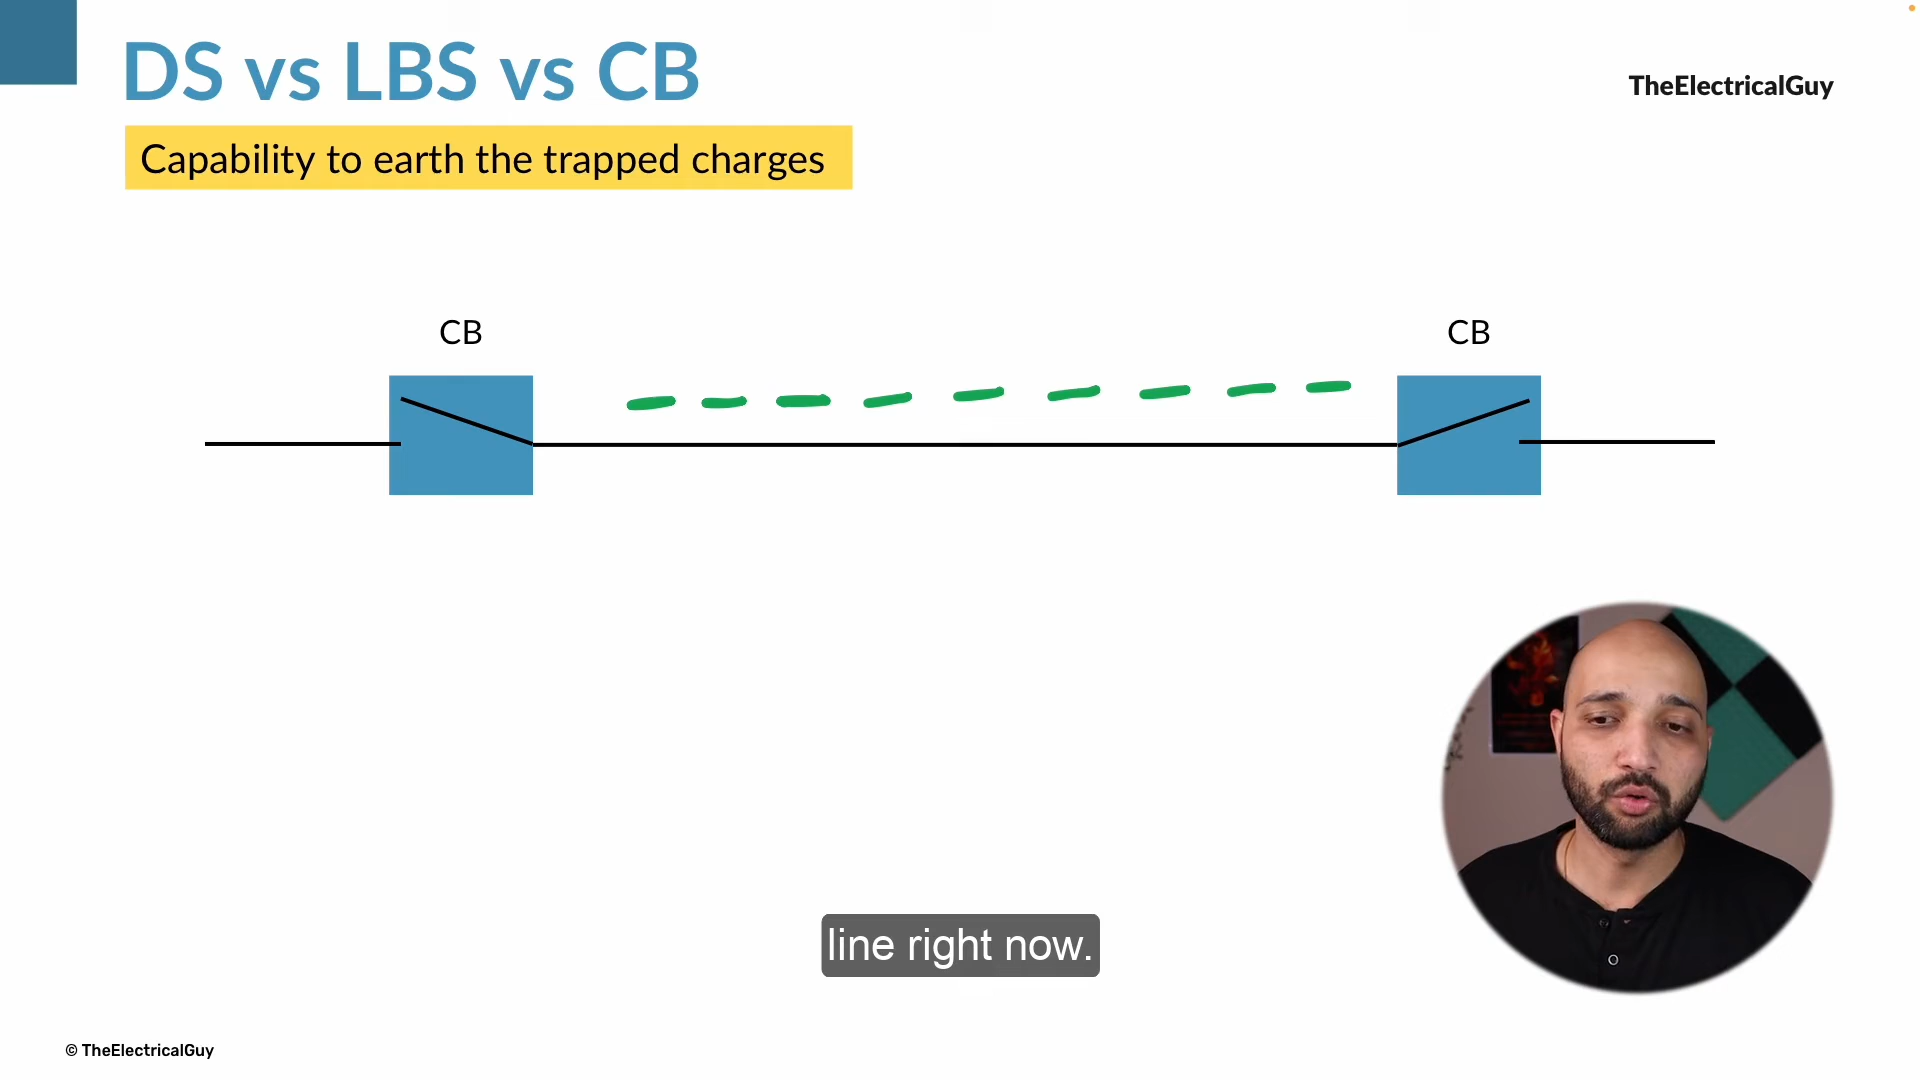 DS vs LBS vs CB
TheElectricalGuy
Capability to earth the trapped charges
CB
CB
line right now.
© TheElectricalGuy